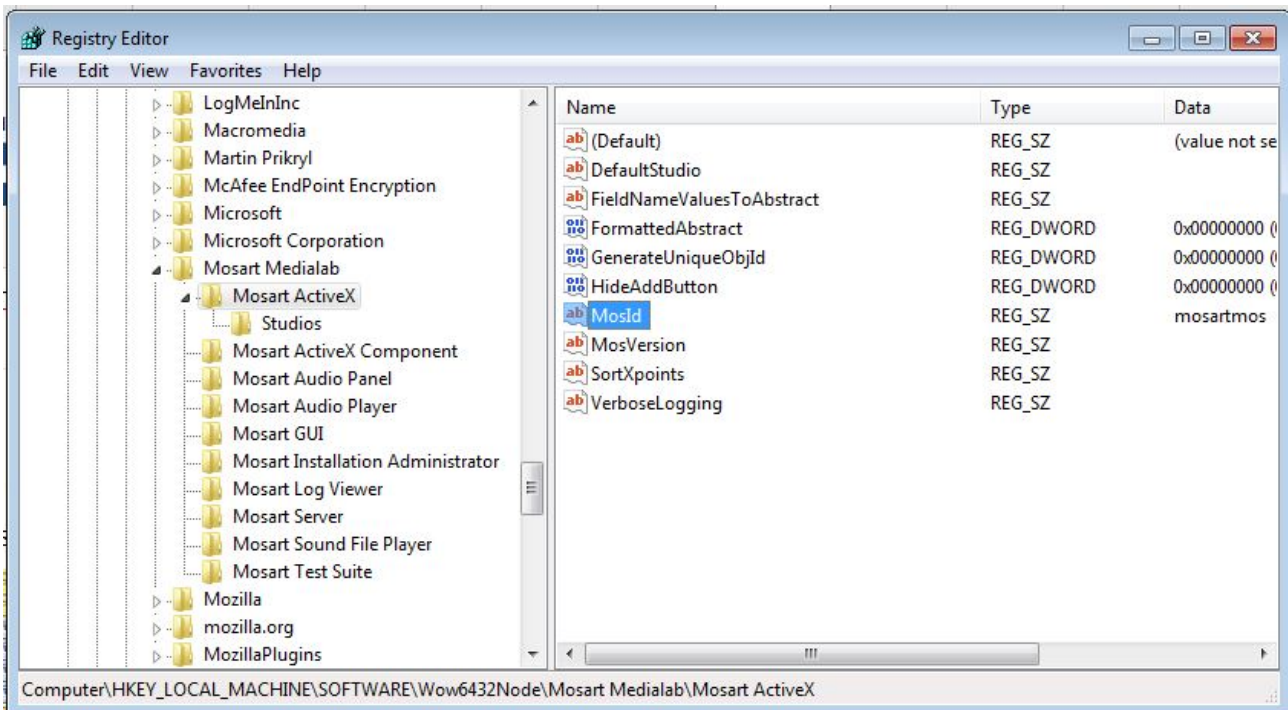 Registry Editor
File Edit View Favorites Help
LogMeInInc
Macromedia
Martin Prikryl
McAfee EndPoint Encryption
Microsoft
Microsoft Corporation
Mosart Medialab
Mosart ActiveX
Studios
Mosart ActiveX Component
Mosart Audio Panel
Mosart Audio Player
Mosart GUI
Mosart Installation Administrator
Mosart Log Viewer
Mosart Server
Mosart Sound File Player
Mosart Test Suite
Mozilla
mozilla.org
MozillaPlugins
Name Type Data
(Default) REG_SZ (value not se
DefaultStudio REG_SZ
FieldNameValuesToAbstract REG_SZ
FormattedAbstract REG_DWORD 0x00000000 (
GenerateUniqueObjId REG_DWORD 0x00000000 (
HideAddButton REG_DWORD 0x00000000 (
MosId REG_SZ mosartmos
MosVersion REG_SZ
SortXpoints REG_SZ
VerboseLogging REG_SZ
Computer\HKEY_LOCAL_MACHINE\SOFTWARE\Wow6432Node\Mosart Medialab\Mosart ActiveX